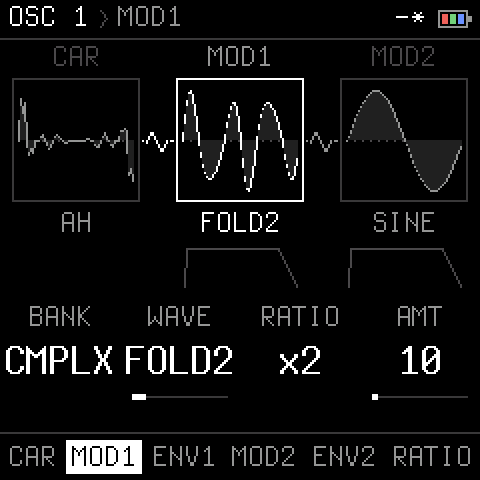 OSC 1 〉MOD1 –*
CAR MOD1 MOD2
AH FOLD2 SINE
BANK WAVE RATIO AMT
CMPLX FOLD2 x2 10
CAR MOD1 ENV1 MOD2 ENV2 RATIO